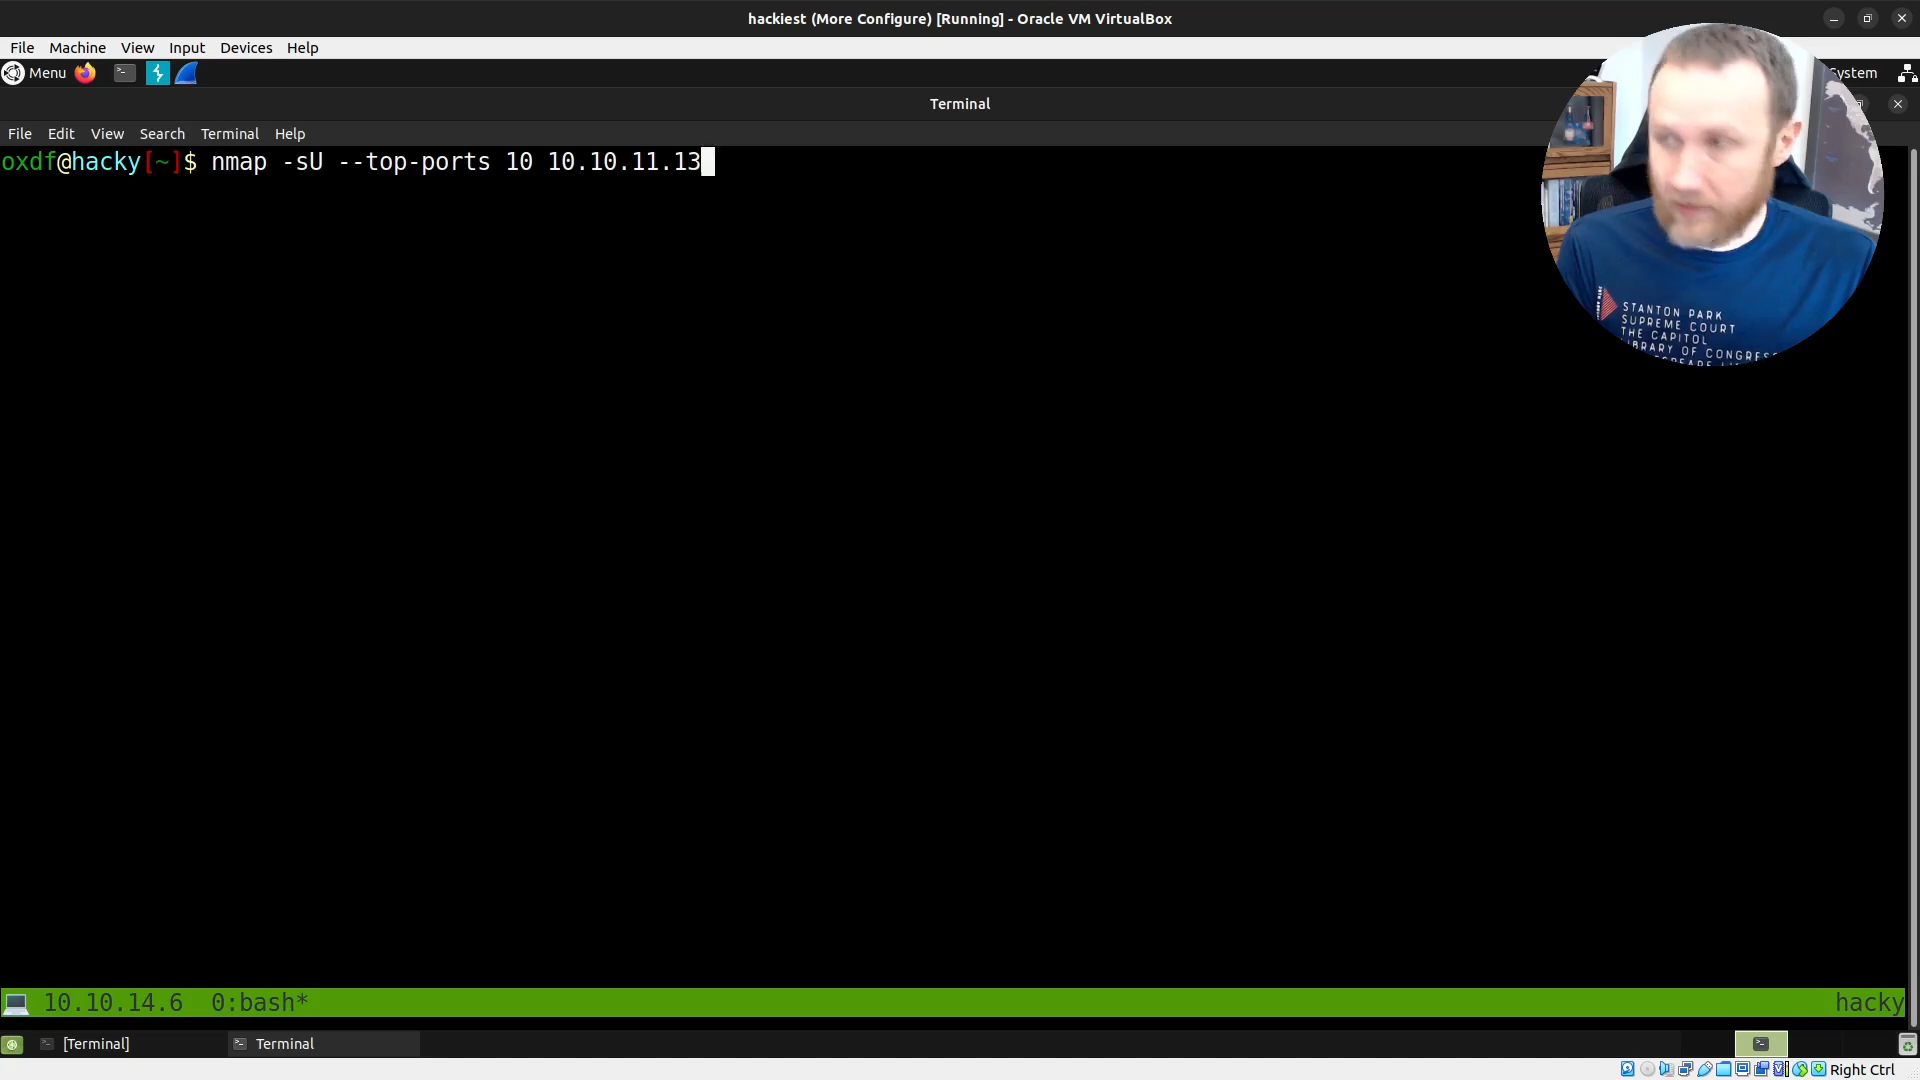 hackiest (More Configure) [Running] - Oracle VM VirtualBox
File Machine View Input Devices Help
Menu
System
Terminal
File Edit View Search Terminal Help
oxdf@hacky[~]$ nmap -sU --top-ports 10 10.10.11.13
STANTON PARK
SUPREME COURT
THE CAPITOL
LIBRARY OF CONGRESS
10.10.14.6 0:bash* hacky
[Terminal] Terminal
Right Ctrl